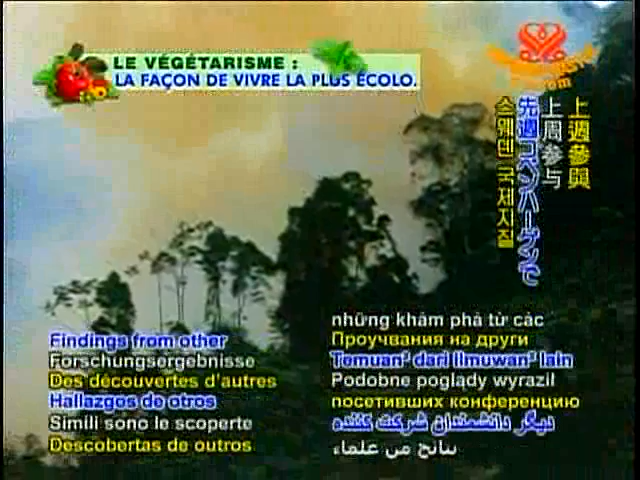 LE VÉGÉTARISME :
LA FAÇON DE VIVRE LA PLUS ÉCOLO.
上週參與
上周参与
先週コペンハーゲンで
스웨덴 국제지질
Findings from other
Forschungsergebnisse
Des découvertes d'autres
Hallazgos de otros
Simili sono le scoperte
Descobertas de outros
những khám phá từ các
Проучвания на други
Temuan² dari Ilmuwan² lain
Podobne poglądy wyrazil
посетивших конференцию
دیگر دانشمندان شرکت کننده
نتائج من علماء